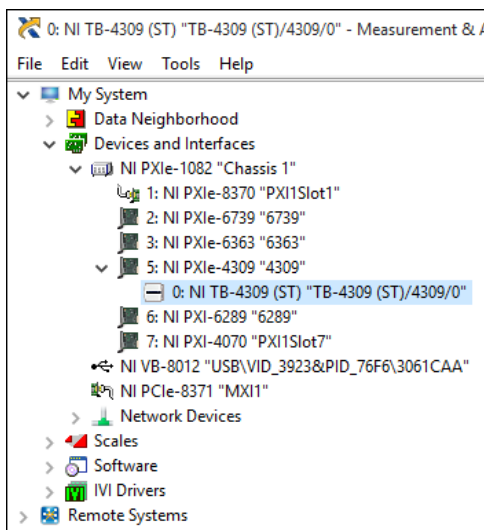 0: NI TB-4309 (ST) "TB-4309 (ST)/4309/0" - Measurement &
File Edit View Tools Help
My System
Data Neighborhood
Devices and Interfaces
NI PXIe-1082 "Chassis 1"
1: NI PXIe-8370 "PXI1Slot1"
2: NI PXIe-6739 "6739"
3: NI PXIe-6363 "6363"
5: NI PXIe-4309 "4309"
0: NI TB-4309 (ST) "TB-4309 (ST)/4309/0"
6: NI PXI-6289 "6289"
7: NI PXI-4070 "PXI1Slot7"
NI VB-8012 "USB\VID_3923&PID_76F6\3061CAA"
NI PCIe-8371 "MXI1"
Network Devices
Scales
Software
IVI Drivers
Remote Systems